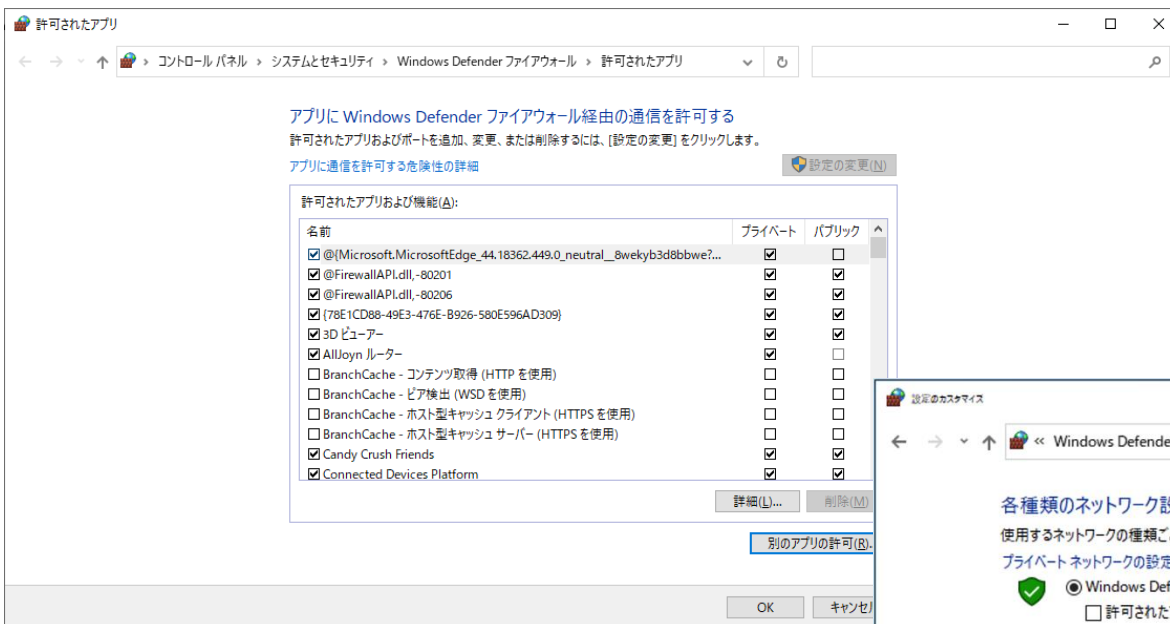 許可されたアプリ
コントロール パネル › システムとセキュリティ › Windows Defender ファイアウォール › 許可されたアプリ
アプリに Windows Defender ファイアウォール経由の通信を許可する
許可されたアプリおよびポートを追加、変更、または削除するには、[設定の変更] をクリックします。
アプリに通信を許可する危険性の詳細
設定の変更(N)
許可されたアプリおよび機能(A):
名前 プライベート パブリック
@{Microsoft.MicrosoftEdge_44.18362.449.0_neutral__8wekyb3d8bbwe?...
@FirewallAPI.dll,-80201
@FirewallAPI.dll,-80206
{78E1CD88-49E3-476E-B926-580E596AD309}
3D ビューアー
AllJoyn ルーター
BranchCache - コンテンツ取得 (HTTP を使用)
BranchCache - ピア検出 (WSD を使用)
BranchCache - ホスト型キャッシュ クライアント (HTTPS を使用)
BranchCache - ホスト型キャッシュ サーバー (HTTPS を使用)
Candy Crush Friends
Connected Devices Platform
詳細(L)... 削除(M)
別のアプリの許可(R)...
OK キャンセル
設定のカスタマイズ
« Windows Defende
各種類のネットワーク設
使用するネットワークの種類ご
プライベート ネットワークの設定
Windows Def
許可された